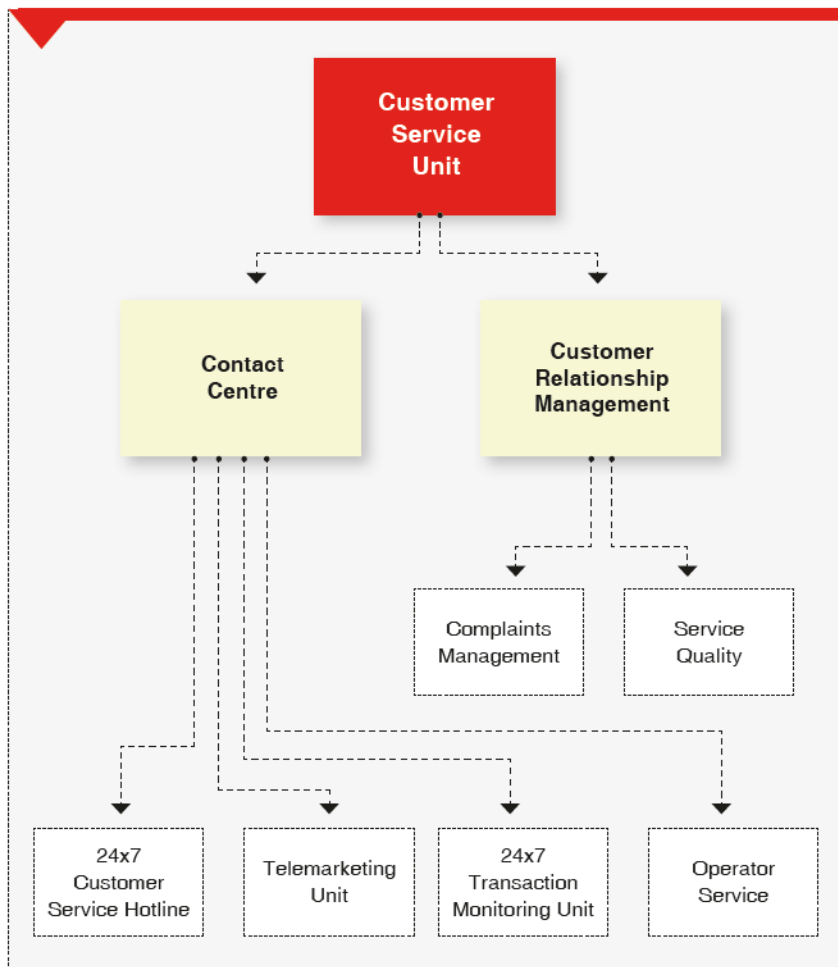 Customer
Service
Unit
Contact
Centre
Customer
Relationship
Management
Complaints
Management
Service
Quality
24x7
Customer
Service Hotline
Telemarketing
Unit
24x7
Transaction
Monitoring Unit
Operator
Service